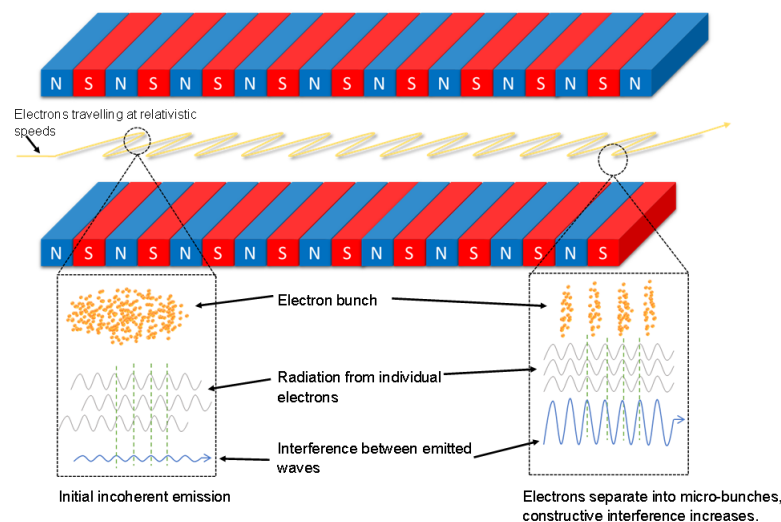 N S N S N S N S N S N S N S N S N S N
Electrons travelling at relativistic
speeds
N S N S N S N S N S N S N S N S N S
Electron bunch
Radiation from individual
electrons
Interference between emitted
waves
Initial incoherent emission
Electrons separate into micro-bunches,
constructive interference increases.